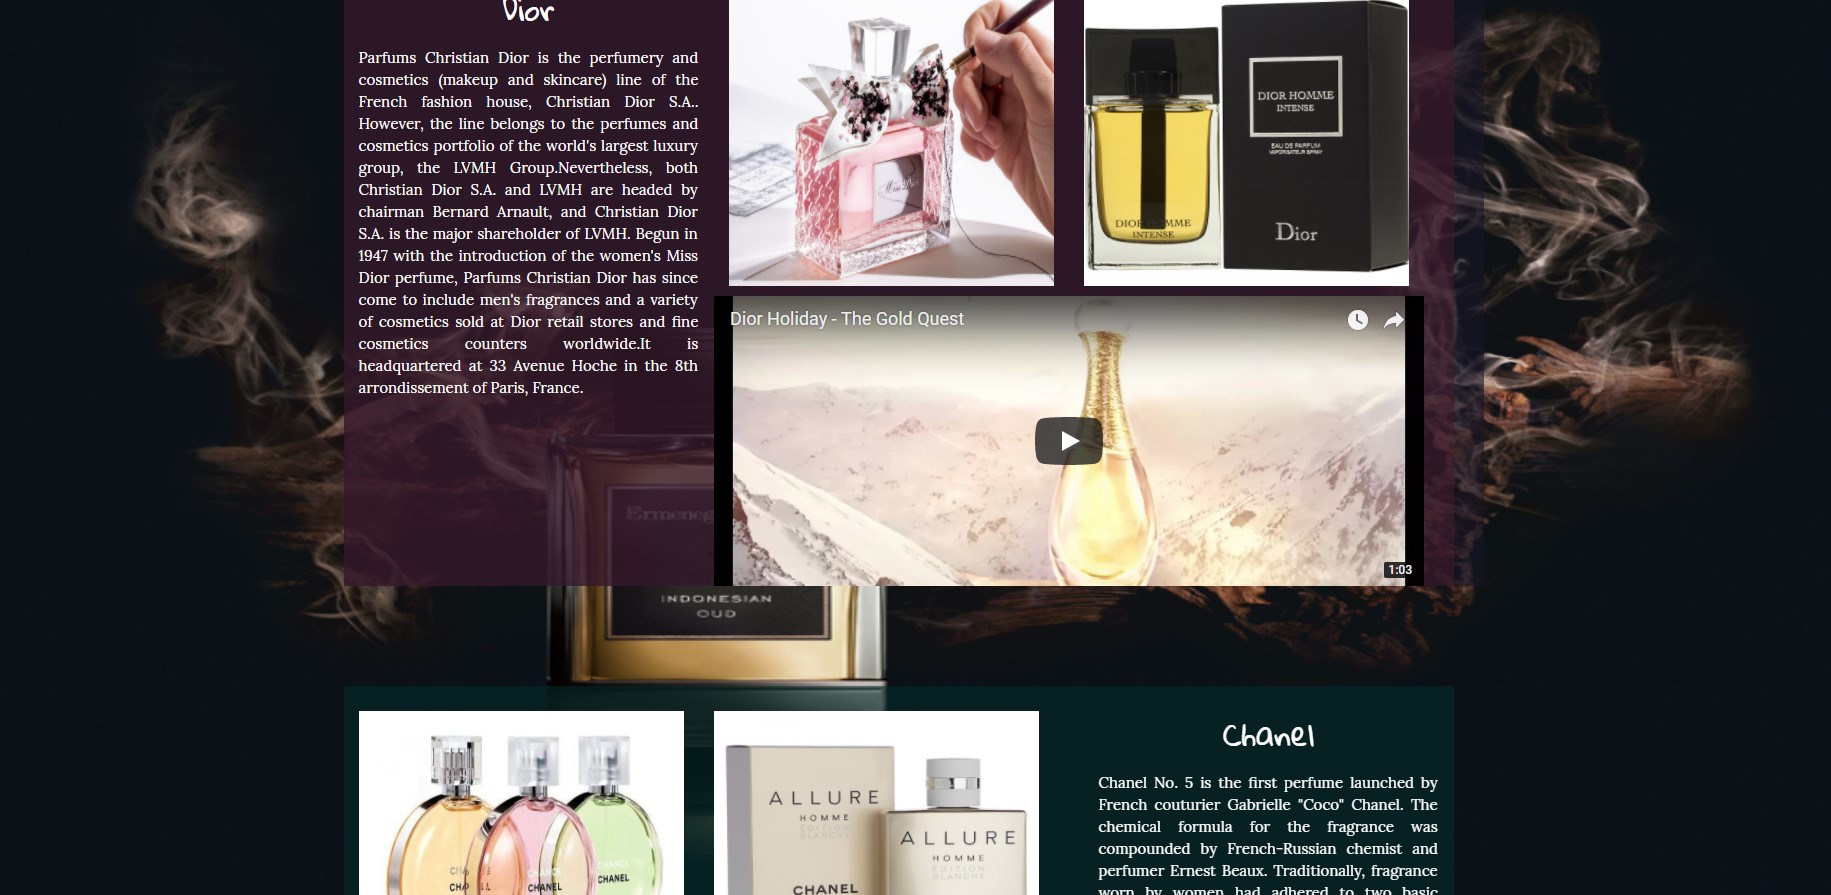 Dior
Parfums Christian Dior is the perfumery and
cosmetics (makeup and skincare) line of the
French fashion house, Christian Dior S.A..
However, the line belongs to the perfumes and
cosmetics portfolio of the world's largest luxury
group, the LVMH Group.Nevertheless, both
Christian Dior S.A. and LVMH are headed by
chairman Bernard Arnault, and Christian Dior
S.A. is the major shareholder of LVMH. Begun in
1947 with the introduction of the women's Miss
Dior perfume, Parfums Christian Dior has since
come to include men's fragrances and a variety
of cosmetics sold at Dior retail stores and fine
cosmetics counters worldwide.It is
headquartered at 33 Avenue Hoche in the 8th
arrondissement of Paris, France.
Miss Dior
DIOR HOMME
INTENSE
DIOR HOMME
INTENSE
EAU DE PARFUM
VAPORISATEUR SPRAY
Dior
Dior Holiday - The Gold Quest
1:03
Ermeneg
INDONESIAN
OUD
CHANCE
CHANEL
CHANCE
CHANEL
ALLURE
HOMME
EDITION
BLANCHE
CHANEL
ALLURE
HOMME
EDITION
BLANCHE
Chanel
Chanel No. 5 is the first perfume launched by
French couturier Gabrielle "Coco" Chanel. The
chemical formula for the fragrance was
compounded by French-Russian chemist and
perfumer Ernest Beaux. Traditionally, fragrance
worn by women had adhered to two basic